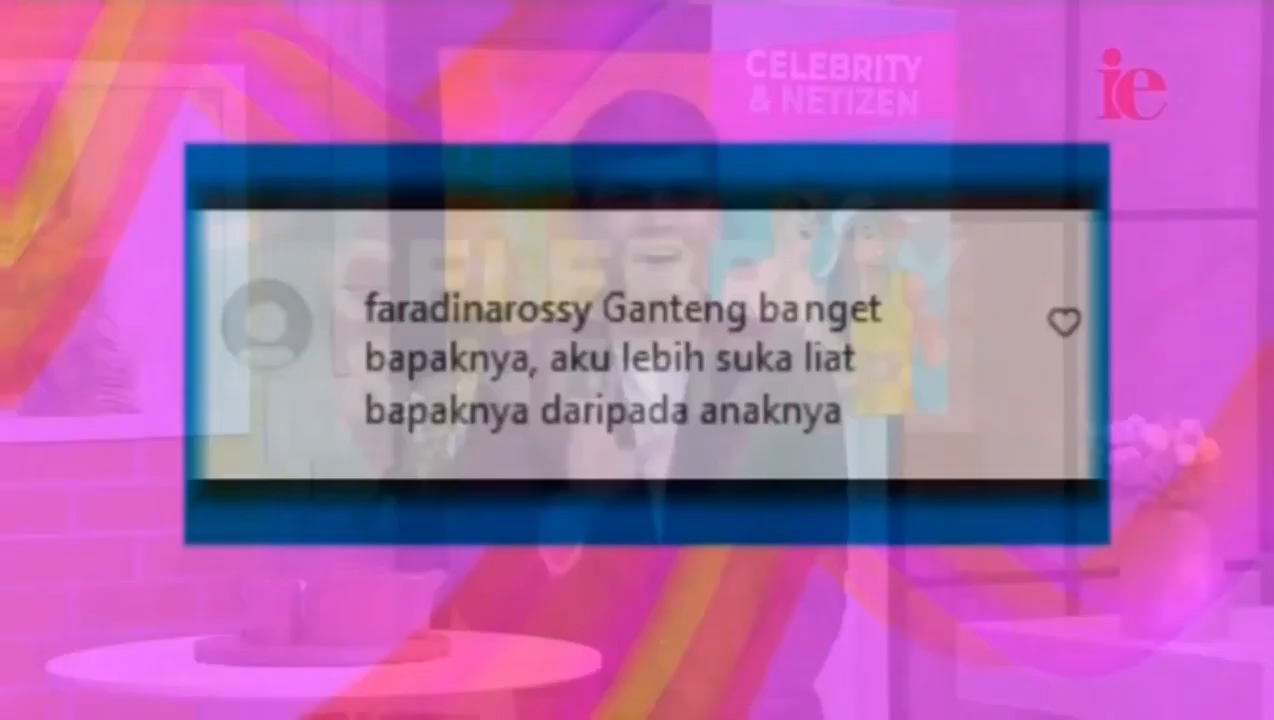 CELEBRITY
& NETIZEN
ie
faradinarossy Ganteng banget
bapaknya, aku lebih suka liat
bapaknya daripada anaknya